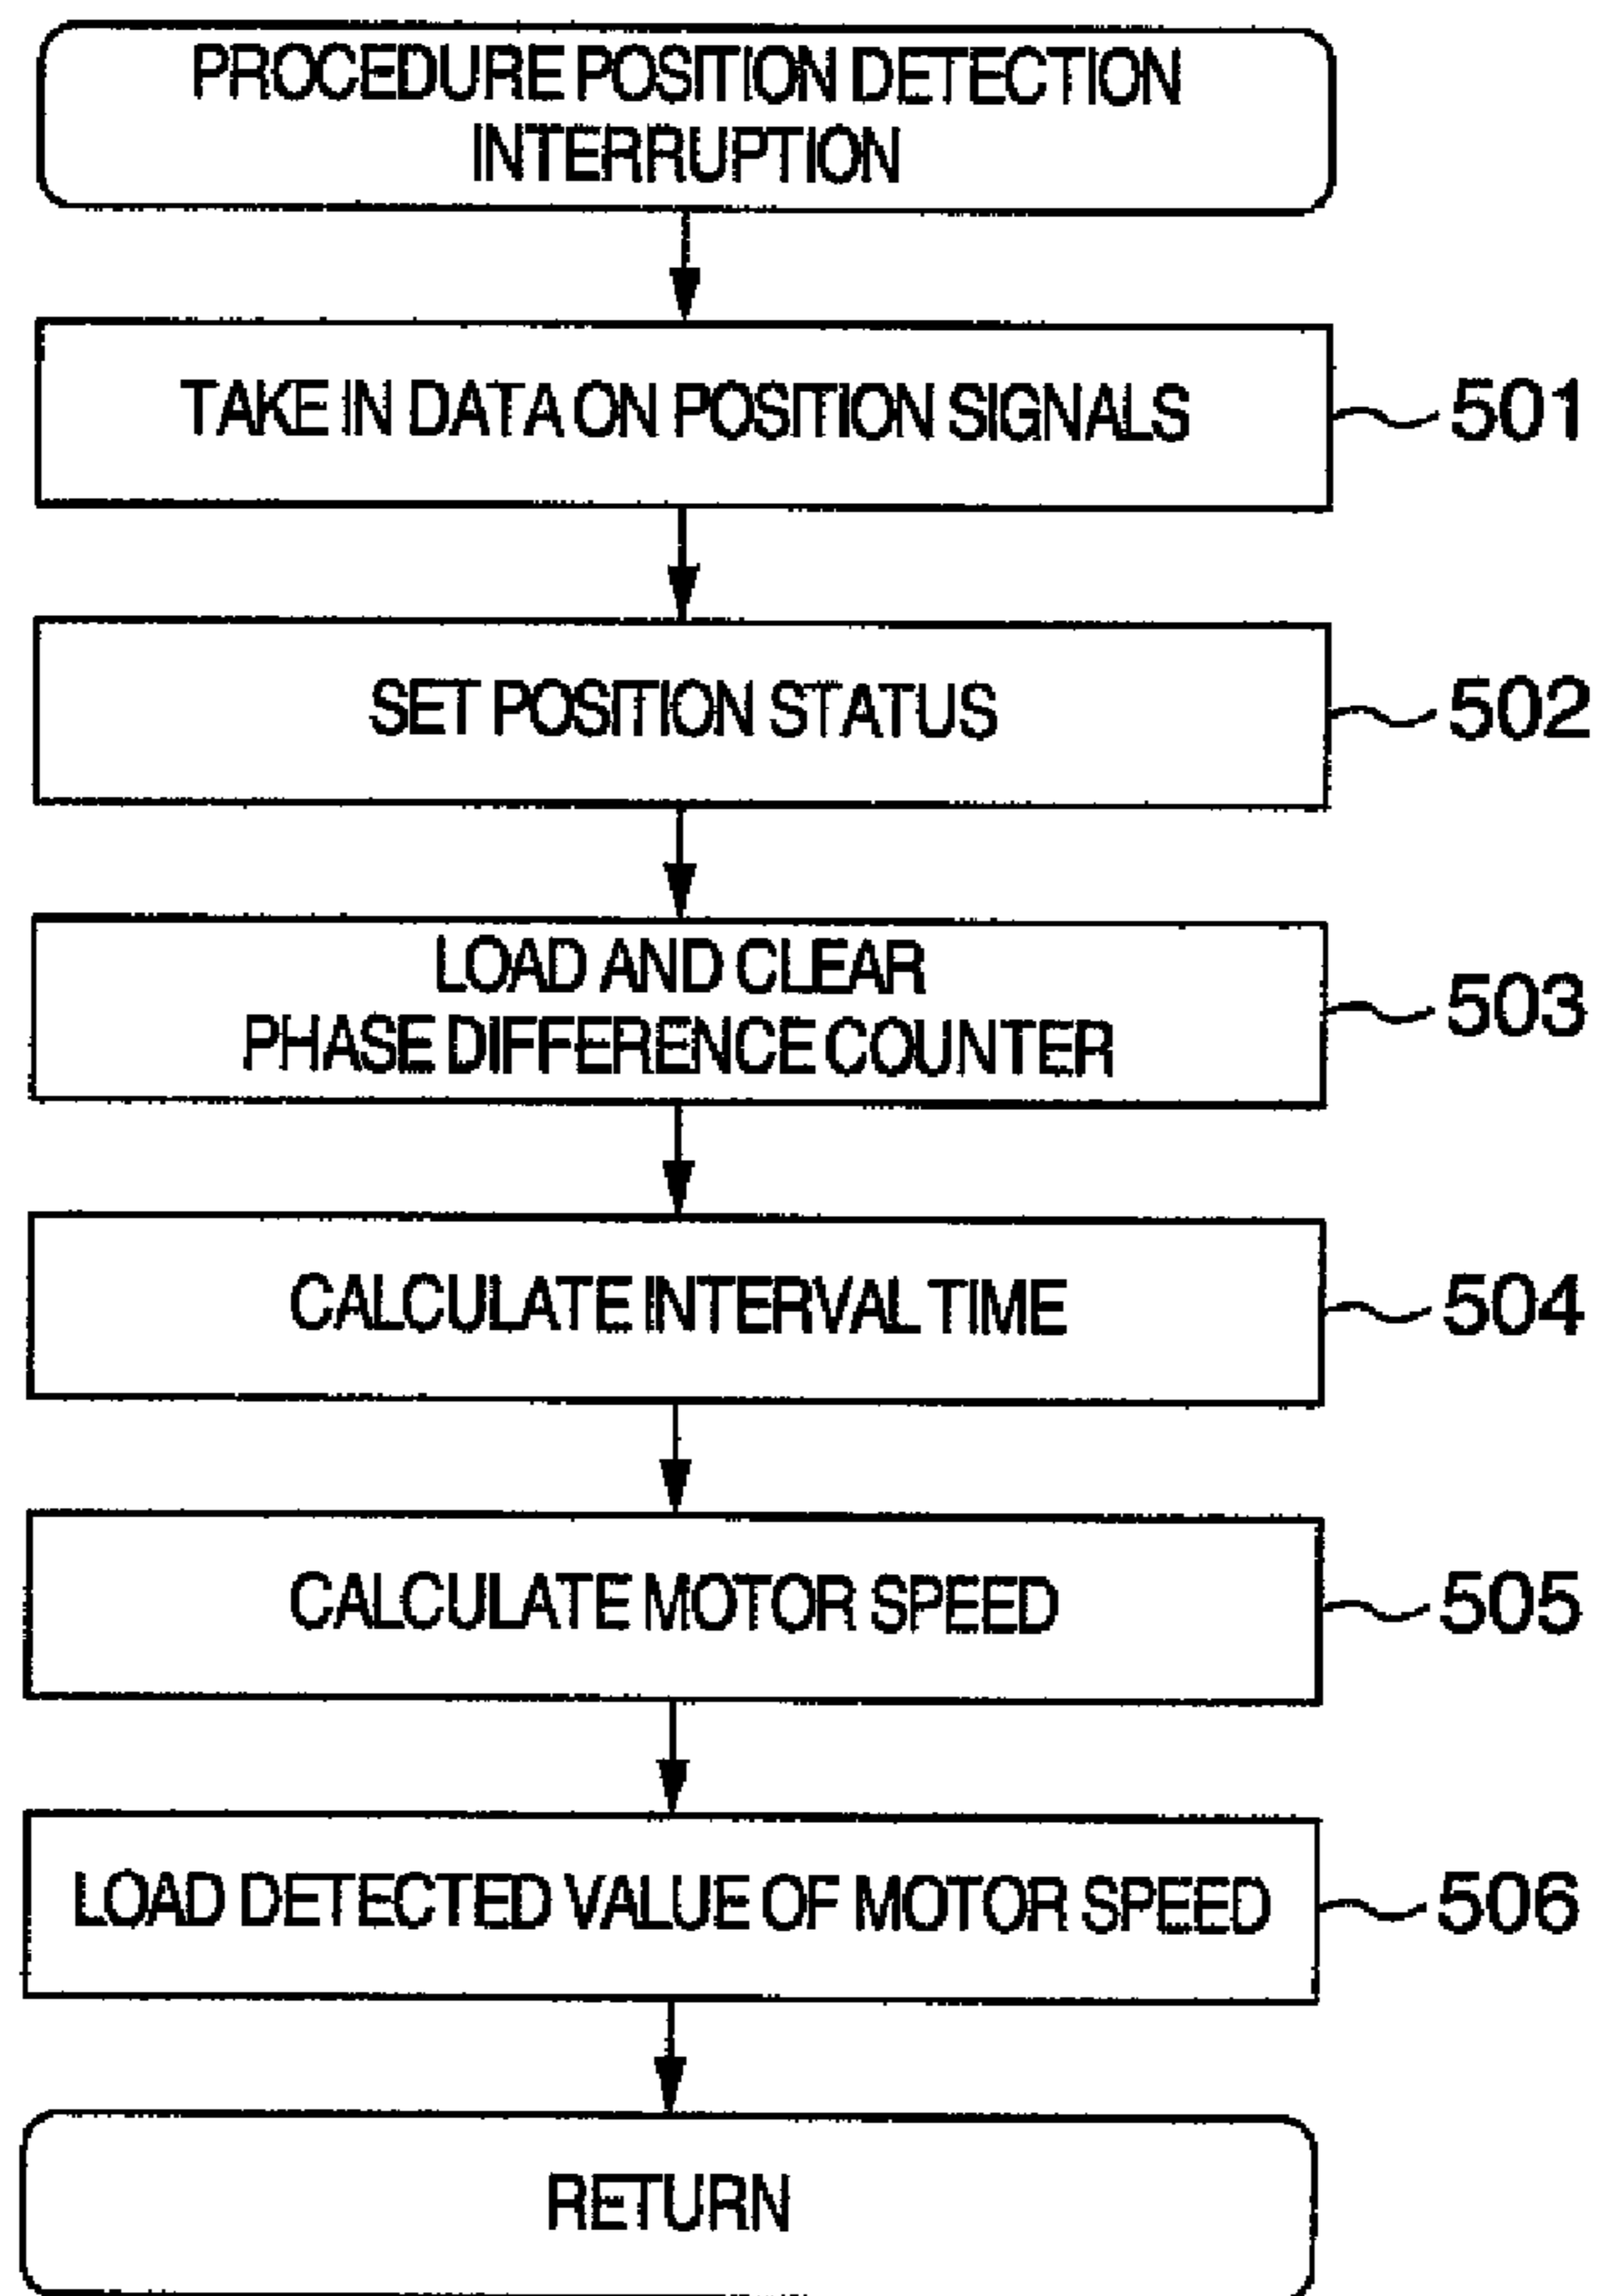 PROCEDURE POSITION DETECTION
INTERRUPTION
TAKE IN DATA ON POSITION SIGNALS
501
SET POSITION STATUS
502
LOAD AND CLEAR
PHASE DIFFERENCE COUNTER
503
CALCULATE INTERVAL TIME
504
CALCULATE MOTOR SPEED
505
LOAD DETECTED VALUE OF MOTOR SPEED
506
RETURN